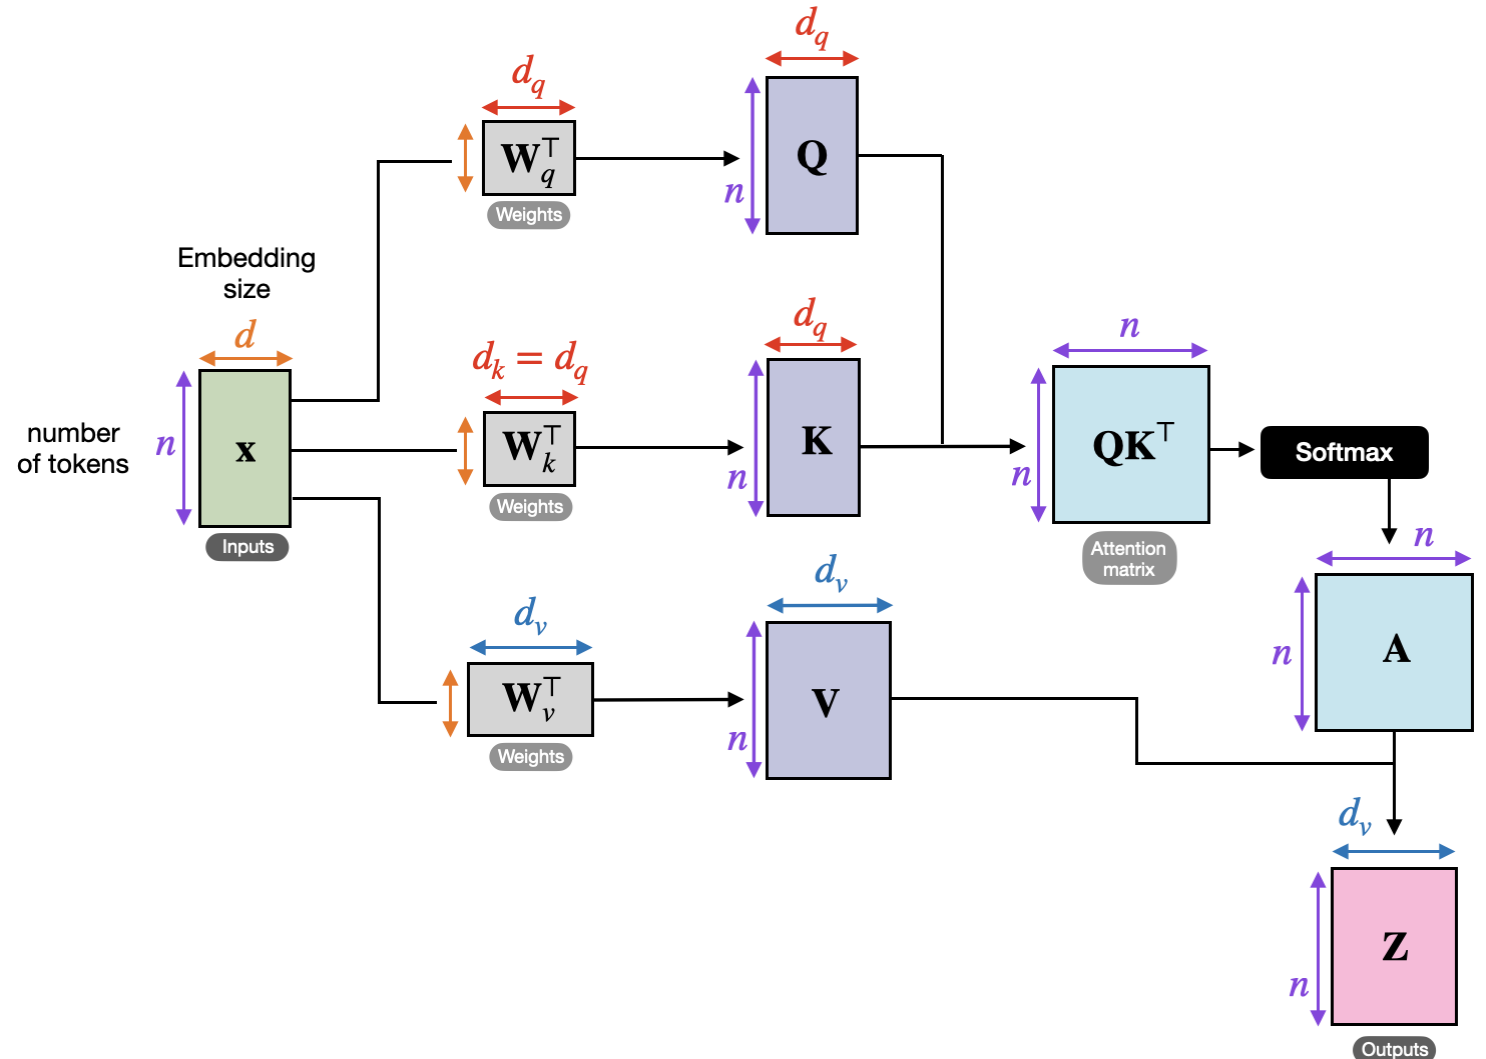 d_q
d_q
W_q^⊤
Weights
n
Q
Embedding
size
d
number
of tokens
n
x
Inputs
d_k = d_q
W_k^⊤
Weights
d_q
n
K
n
n
QK^⊤
Attention
matrix
Softmax
d_v
W_v^⊤
Weights
d_v
n
V
n
n
A
d_v
n
Z
Outputs